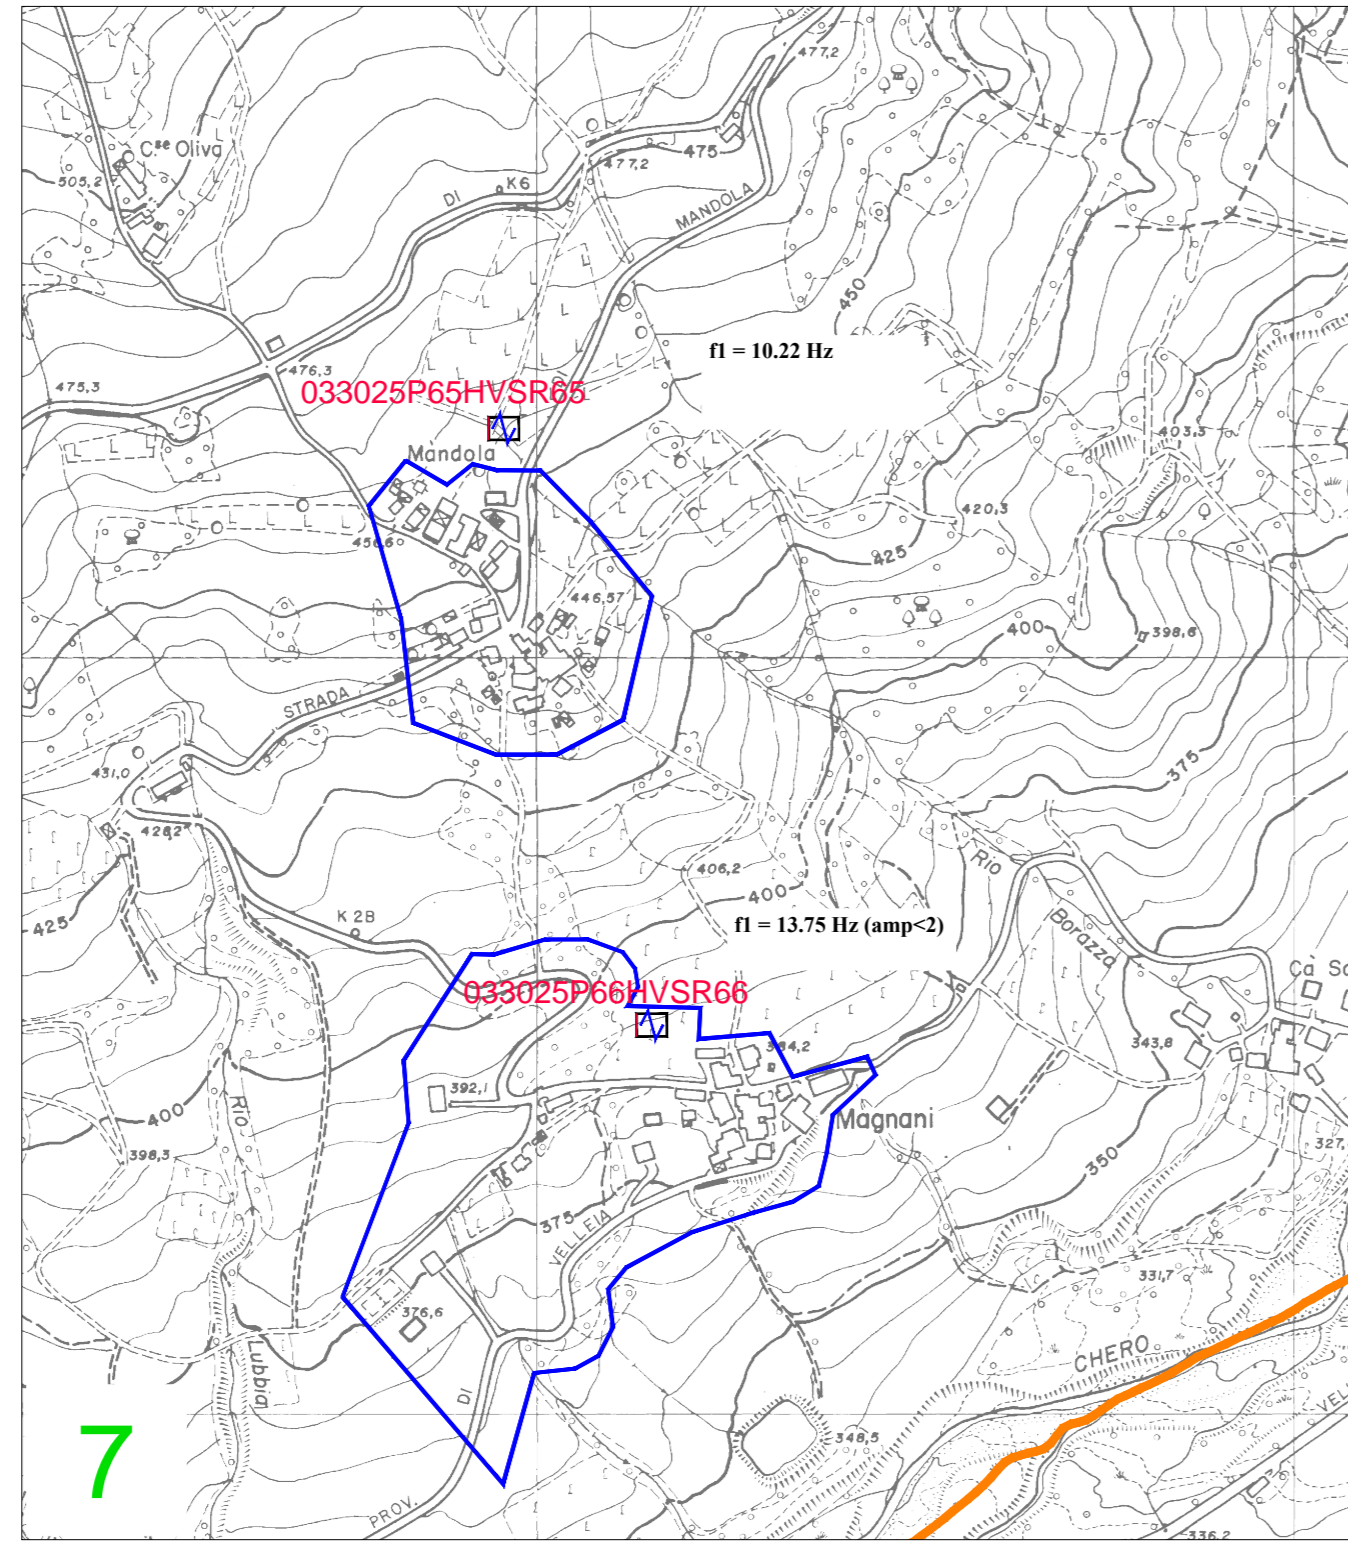 477,2
C.se Oliva
505,2
DI
K6
477,2
475
MANDOLA
450
f1 = 10.22 Hz
476,3
475,3
033025P65HVSR65
Màndola
403,3
420,3
456,6
425
446,57
400
398,6
STRADA
431,0
375
428,2
406,2
Rio
400
K 2B
425
f1 = 13.75 Hz (amp<2)
Borazza
033025P66HVSR66
384,2
343,8
392,1
400
Rio
Magnani
398,3
350
327,
375
VELLEIA
331,7
376,6
Lubbia
CHERO
DI
7
348,5
PROV.
336,2